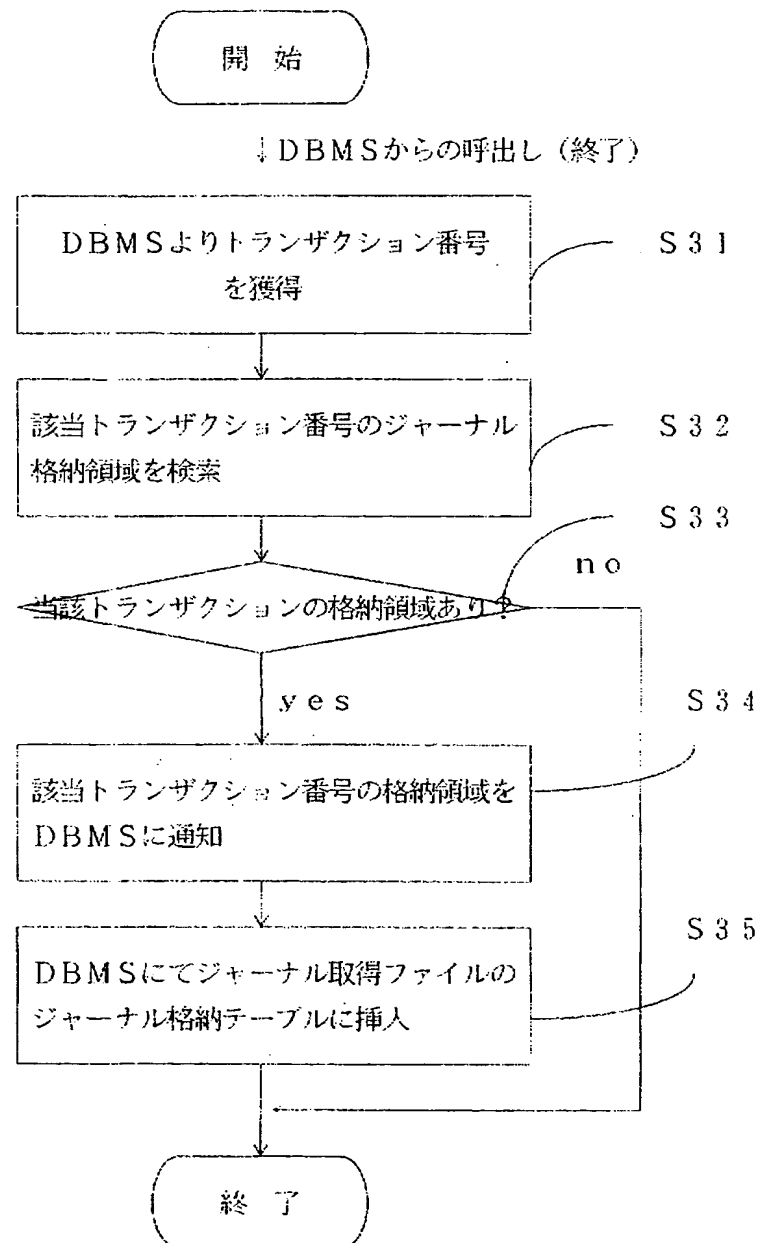 開 始
↓DBMSからの呼出し（終了）
DBMSよりトランザクション番号
を獲得
S31
該当トランザクション番号のジャーナル
格納領域を検索
S32
S33
no
当該トランザクションの格納領域あり?
yes
S34
該当トランザクション番号の格納領域を
DBMSに通知
S35
DBMSにてジャーナル取得ファイルの
ジャーナル格納テーブルに挿入
終 了